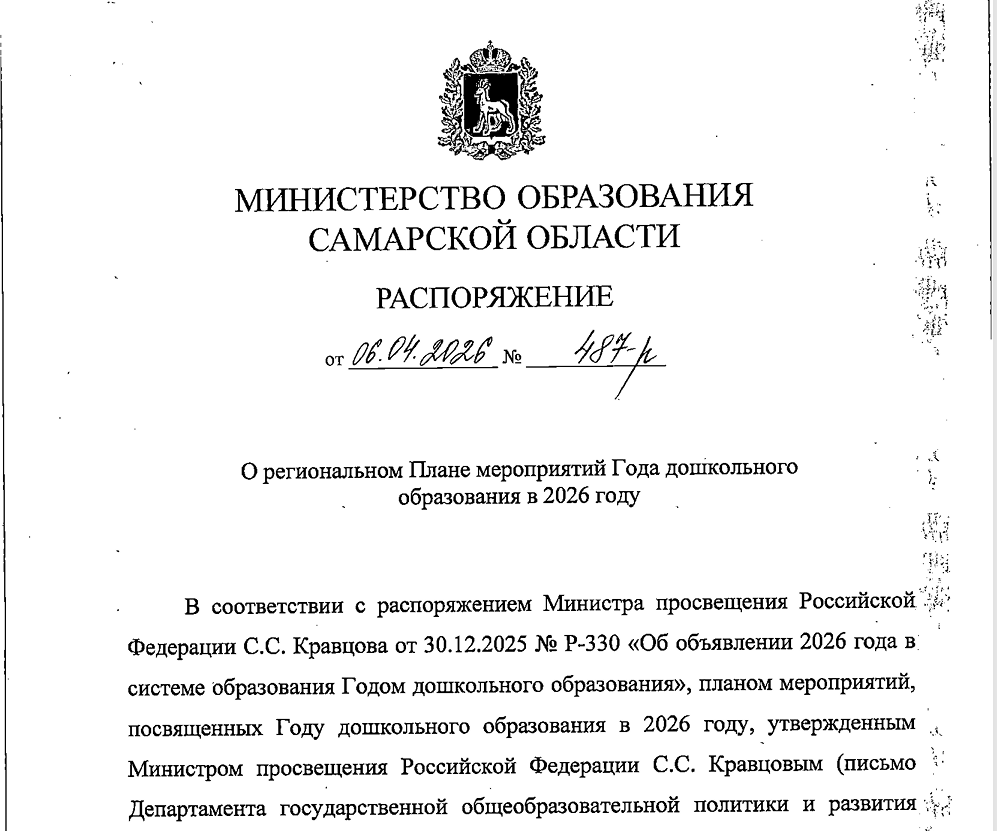 МИНИСТЕРСТВО ОБРАЗОВАНИЯ
САМАРСКОЙ ОБЛАСТИ
РАСПОРЯЖЕНИЕ
от 06.04.2026 № 487-р
О региональном Плане мероприятий Года дошкольного
образования в 2026 году
В соответствии с распоряжением Министра просвещения Российской
Федерации С.С. Кравцова от 30.12.2025 № Р-330 «Об объявлении 2026 года в
системе образования Годом дошкольного образования», планом мероприятий,
посвященных Году дошкольного образования в 2026 году, утвержденным
Министром просвещения Российской Федерации С.С. Кравцовым (письмо
Департамента государственной общеобразовательной политики и развития